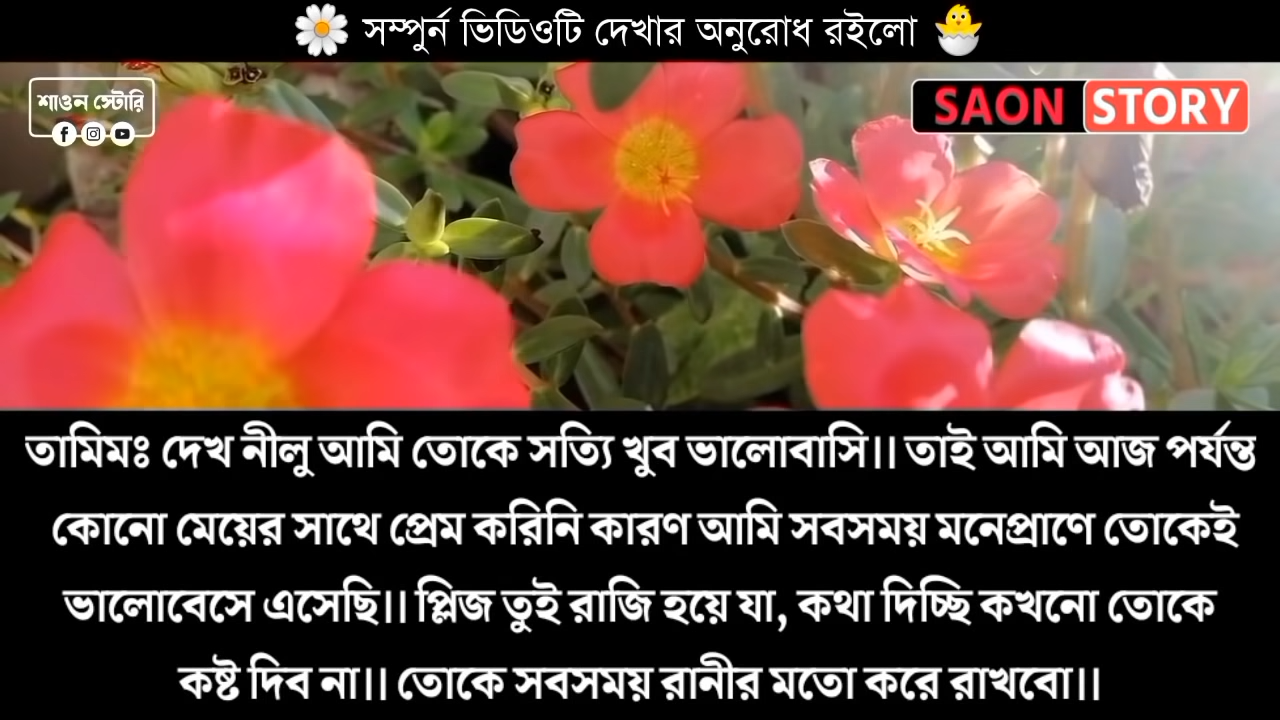 🌼 সম্পুর্ন ভিডিওটি দেখার অনুরোধ রইলো 🐣
শাওন স্টোরি
SAON STORY
তামিমঃ দেখ নীলু আমি তোকে সত্যি খুব ভালোবাসি।। তাই আমি আজ পর্যন্ত
কোনো মেয়ের সাথে প্রেম করিনি কারণ আমি সবসময় মনেপ্রাণে তোকেই
ভালোবেসে এসেছি।। প্লিজ তুই রাজি হয়ে যা, কথা দিচ্ছি কখনো তোকে
কষ্ট দিব না।। তোকে সবসময় রানীর মতো করে রাখবো।।